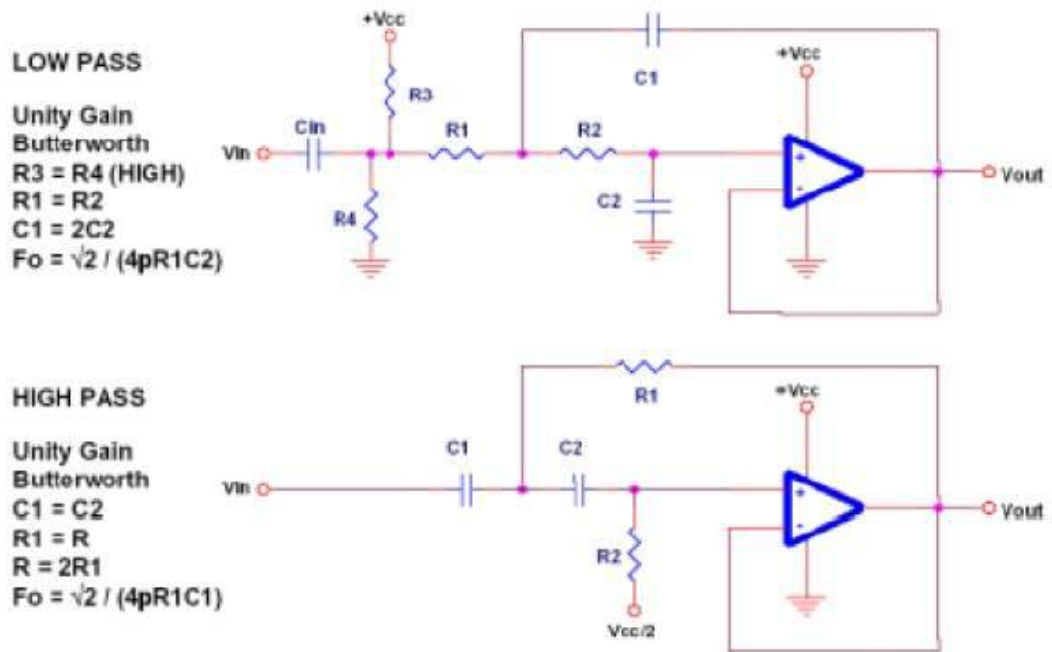 LOW PASS
Unity Gain
Butterworth
R3 = R4 (HIGH)
R1 = R2
C1 = 2C2
Fo = √2 / (4pR1C2)
+Vcc
R3
Cin
Vin
R4
R1
R2
C1
C2
+Vcc
+
-
Vout
HIGH PASS
Unity Gain
Butterworth
C1 = C2
R1 = R
R = 2R1
Fo = √2 / (4pR1C1)
Vin
C1
C2
R1
R2
Vcc/2
+Vcc
+
-
Vout